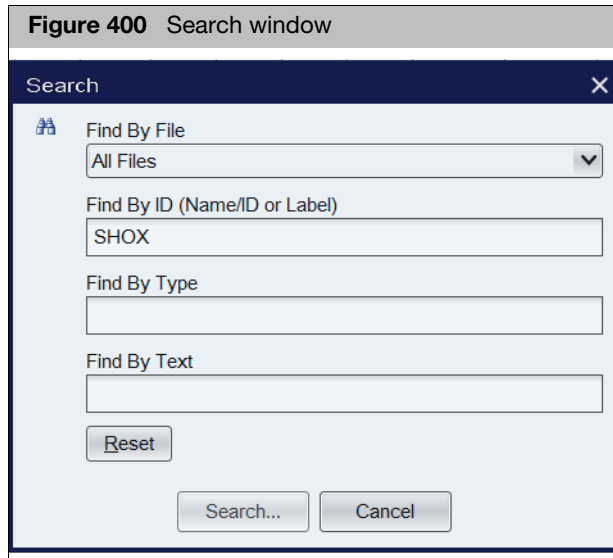 Figure 400 Search window
Search
Find By File
All Files
Find By ID (Name/ID or Label)
SHOX
Find By Type
Find By Text
Reset
Search... Cancel